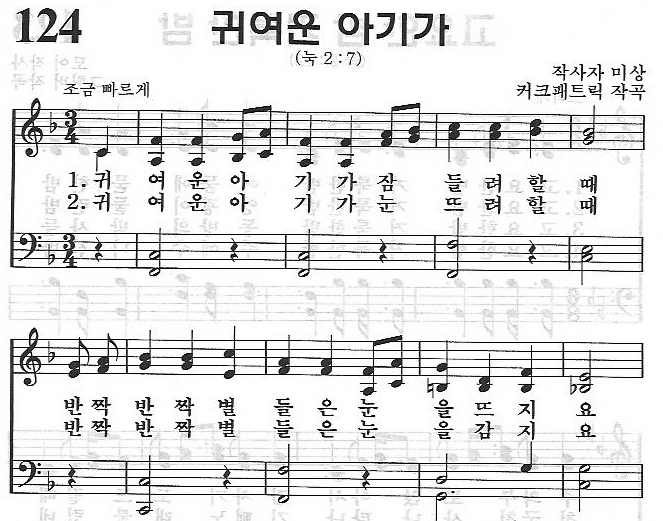 124 귀여운 아기가
(눅 2:7)
작사자 미상
조금 빠르게
커크패트릭 작곡
1. 귀 여 운 아 기 가 잠 들 려 할 때
2. 귀 여 운 아 기 가 눈 뜨 려 할 때
반 짝 반 짝 별 들 은 눈 을 뜨 지 요
반 짝 반 짝 별 들 은 눈 을 감 지 요